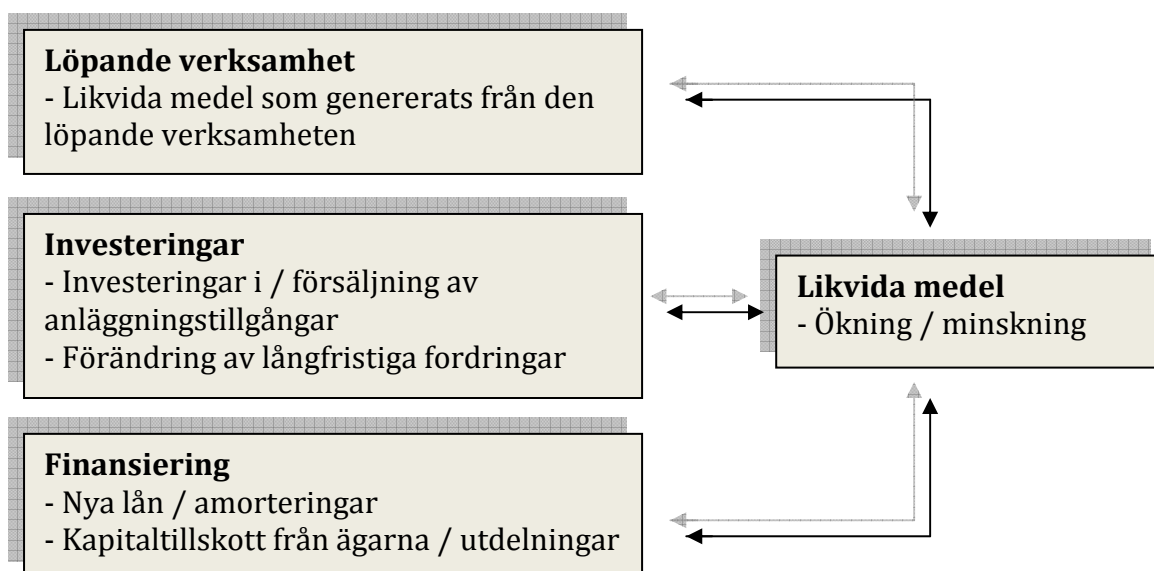 Löpande verksamhet
- Likvida medel som genererats från den
löpande verksamheten
Investeringar
- Investeringar i / försäljning av
anläggningstillgångar
- Förändring av långfristiga fordringar
Likvida medel
- Ökning / minskning
Finansiering
- Nya lån / amorteringar
- Kapitaltillskott från ägarna / utdelningar